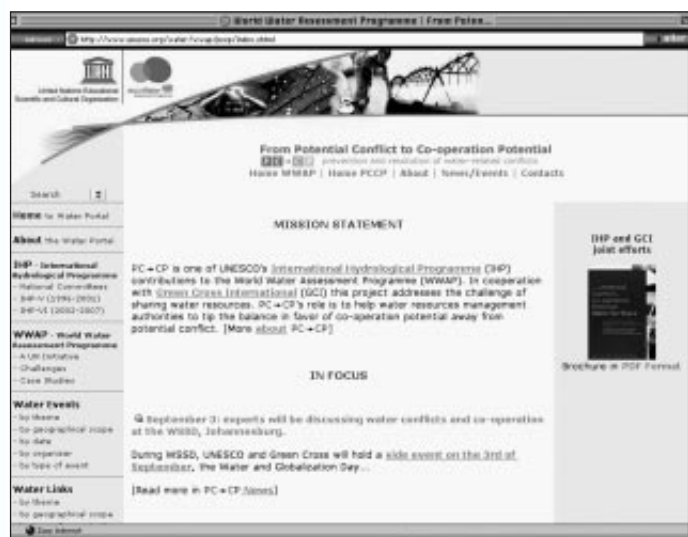 World Water Assessment Programme | From Poten...
United Nations Educational
Scientific and Cultural Organization
From Potential Conflict to Co-operation Potential
prevention and resolution of water-related conflicts
Home WWAP | Home PCCP | About | News/Events | Contacts
Search
Home to Water Portal
About the Water Portal
IHP - International
Hydrological Programme
- National Committees
- IHP-V (1996-2001)
- IHP-VI (2002-2007)
WWAP - World Water
Assessment Programme
- A UN Initiative
- Challenges
- Case Studies
Water Events
- by theme
- by geographical scope
- by date
- by organizer
- by type of event
Water Links
- by theme
- by geographical scope
MISSION STATEMENT
PC→CP is one of UNESCO's International Hydrological Programme (IHP)
contributions to the World Water Assessment Programme (WWAP). In cooperation
with Green Cross International (GCI) this project addresses the challenge of
sharing water resources. PC→CP's role is to help water resources management
authorities to tip the balance in favor of co-operation potential away from
potential conflict. [More about PC→CP]
IN FOCUS
September 3: experts will be discussing water conflicts and co-operation
at the WSSD, Johannesburg.
During WSSD, UNESCO and Green Cross will hold a side event on the 3rd of
September, the Water and Globalization Day...
[Read more in PC→CP News]
IHP and GCI
joint efforts
Brochure in PDF Format